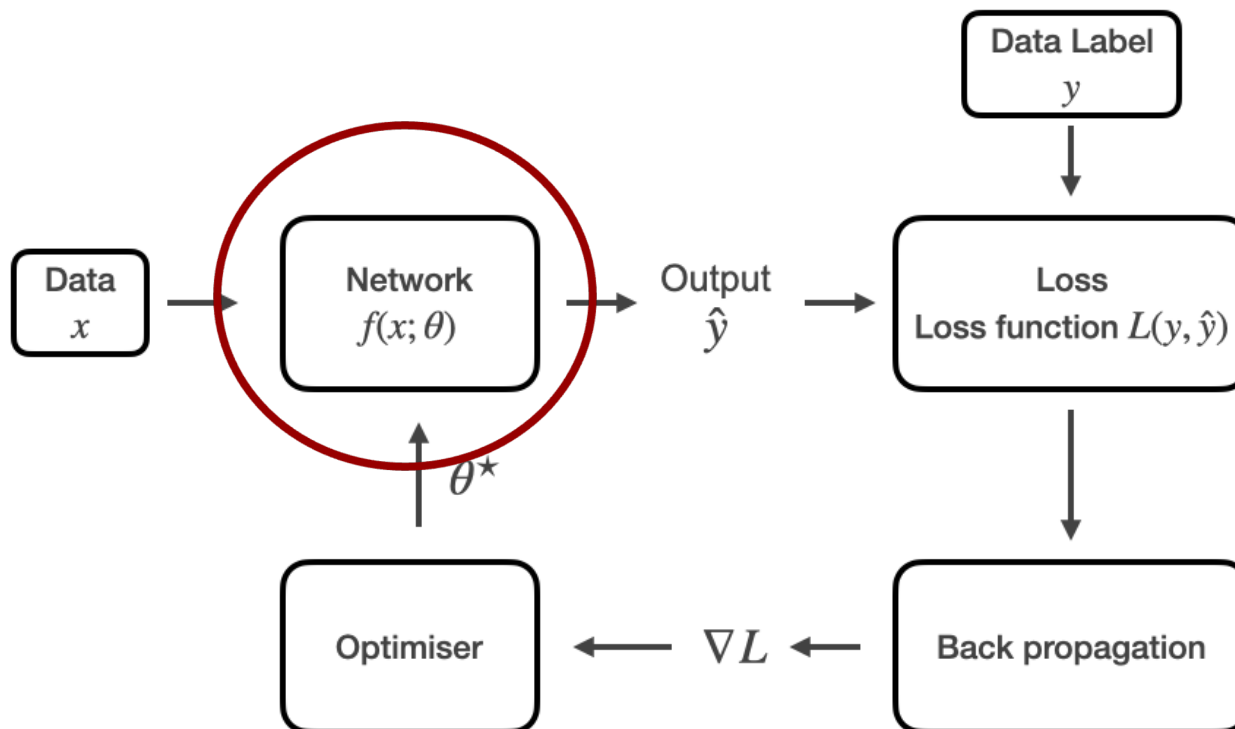 Data Label
y
Data
x
Network
f(x; θ)
Output
ŷ
Loss
Loss function L(y, ŷ)
θ★
Optimiser
∇L
Back propagation